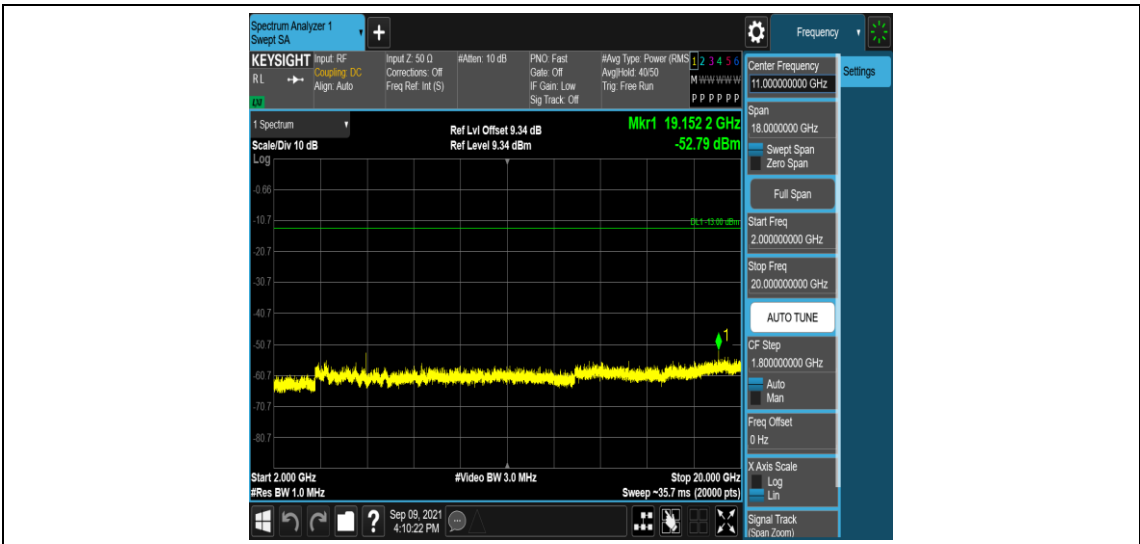 Spectrum Analyzer 1
Swept SA
+
Frequency
KEYSIGHT
RL
LXI
Input: RF
Coupling: DC
Align: Auto
Input Z: 50 Ω
Corrections: Off
Freq Ref: Int (S)
#Atten: 10 dB
PNO: Fast
Gate: Off
IF Gain: Low
Sig Track: Off
#Avg Type: Power (RMS
Avg|Hold: 40/50
Trig: Free Run
1 2 3 4 5 6
M W W W W W
P P P P P P
1 Spectrum
Scale/Div 10 dB
Log
Ref Lvl Offset 9.34 dB
Ref Level 9.34 dBm
Mkr1 19.152 2 GHz
-52.79 dBm
-0.66
-10.7
DL1 -13.00 dBm
-20.7
-30.7
-40.7
1
-50.7
-60.7
-70.7
-80.7
Start 2.000 GHz
#Res BW 1.0 MHz
#Video BW 3.0 MHz
Stop 20.000 GHz
Sweep ~35.7 ms (20000 pts)
?
Sep 09, 2021
4:10:22 PM
Center Frequency
11.000000000 GHz
Settings
Span
18.0000000 GHz
Swept Span
Zero Span
Full Span
Start Freq
2.000000000 GHz
Stop Freq
20.000000000 GHz
AUTO TUNE
CF Step
1.800000000 GHz
Auto
Man
Freq Offset
0 Hz
X Axis Scale
Log
Lin
Signal Track
(Span Zoom)